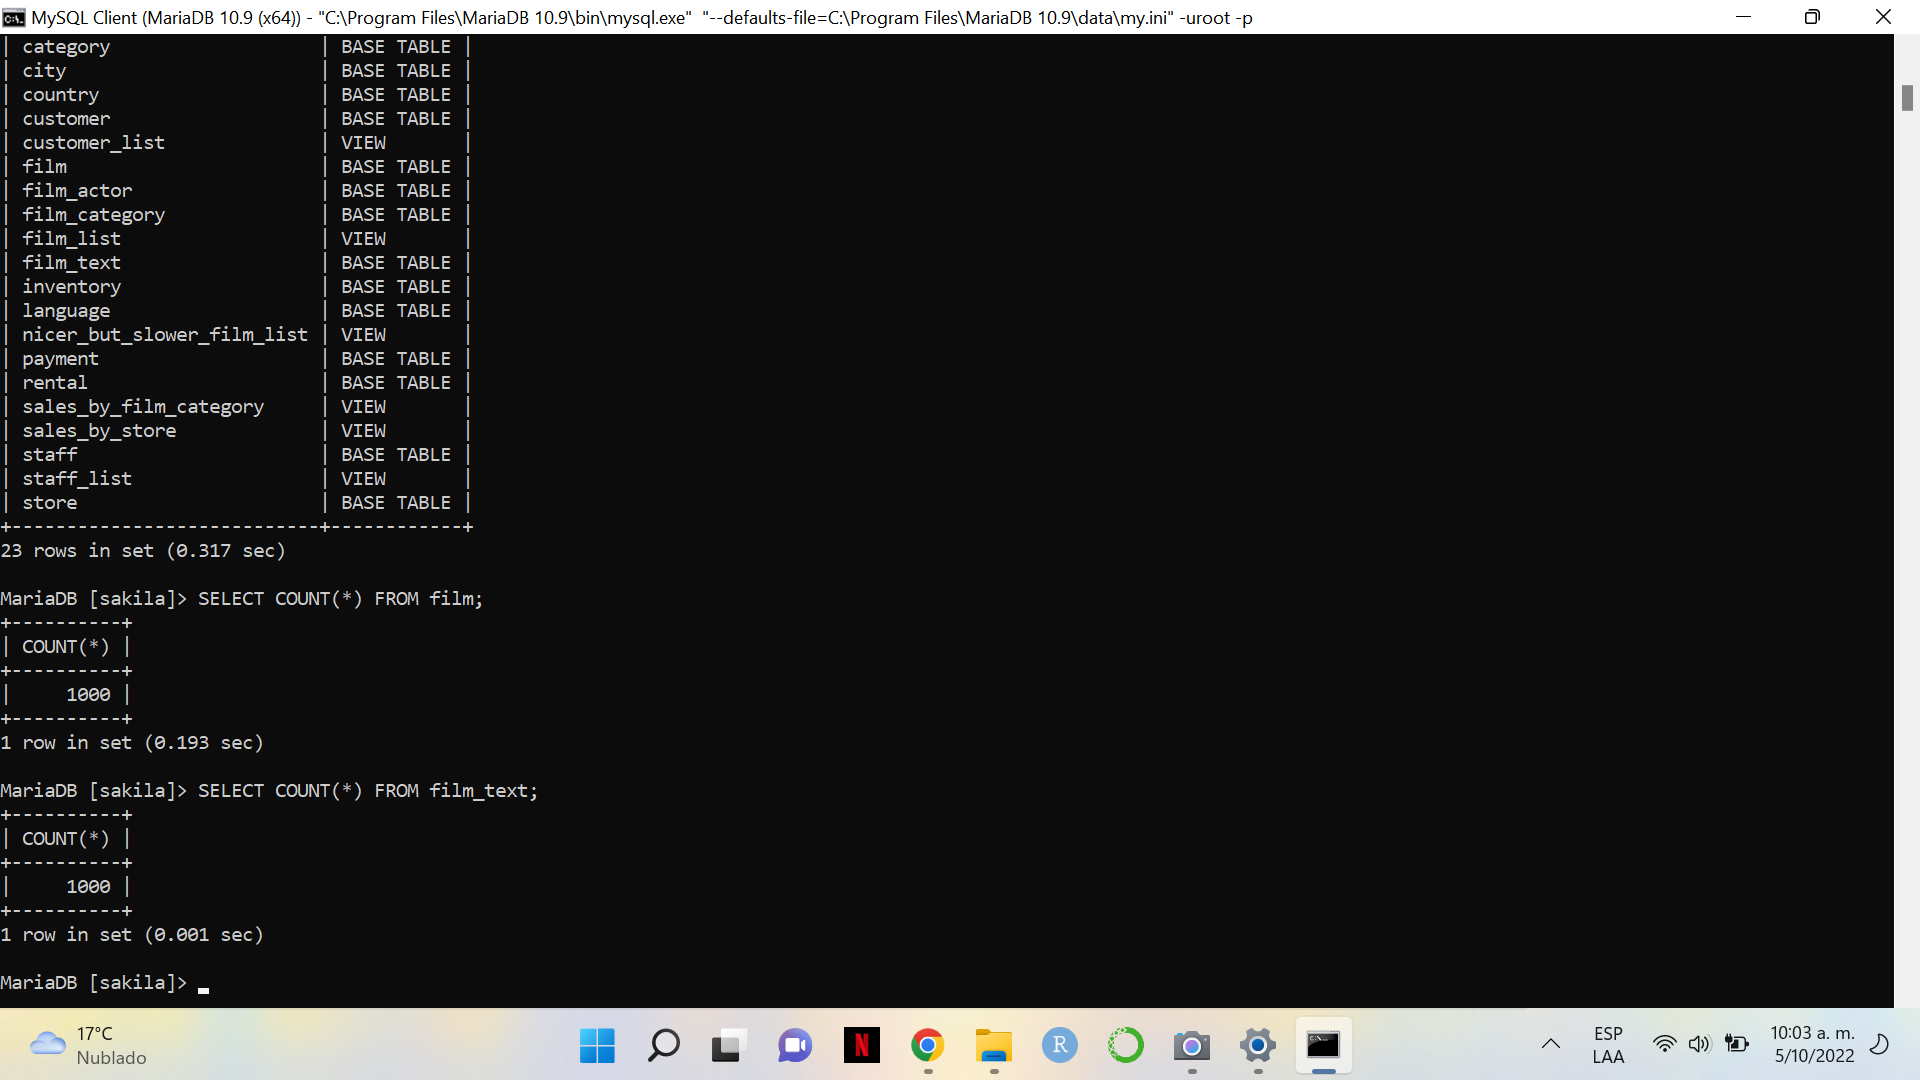 MySQL Client (MariaDB 10.9 (x64)) - "C:\Program Files\MariaDB 10.9\bin\mysql.exe"  "--defaults-file=C:\Program Files\MariaDB 10.9\data\my.ini" -uroot -p
| category                   | BASE TABLE |
| city                       | BASE TABLE |
| country                    | BASE TABLE |
| customer                   | BASE TABLE |
| customer_list              | VIEW       |
| film                       | BASE TABLE |
| film_actor                 | BASE TABLE |
| film_category              | BASE TABLE |
| film_list                  | VIEW       |
| film_text                  | BASE TABLE |
| inventory                  | BASE TABLE |
| language                   | BASE TABLE |
| nicer_but_slower_film_list | VIEW       |
| payment                    | BASE TABLE |
| rental                     | BASE TABLE |
| sales_by_film_category     | VIEW       |
| sales_by_store             | VIEW       |
| staff                      | BASE TABLE |
| staff_list                 | VIEW       |
| store                      | BASE TABLE |
+----------------------------+------------+
23 rows in set (0.317 sec)

MariaDB [sakila]> SELECT COUNT(*) FROM film;
+----------+
| COUNT(*) |
+----------+
|     1000 |
+----------+
1 row in set (0.193 sec)

MariaDB [sakila]> SELECT COUNT(*) FROM film_text;
+----------+
| COUNT(*) |
+----------+
|     1000 |
+----------+
1 row in set (0.001 sec)

MariaDB [sakila]> _
17°C
Nublado
N
R
ESP
LAA
10:03 a. m.
5/10/2022